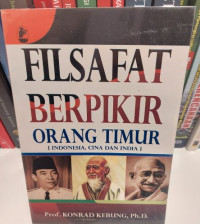 FILSAFAT
BERPIKIR
ORANG TIMUR
( INDONESIA, CINA DAN INDIA )
Prof. KONRAD KEBUNG, Ph.D.